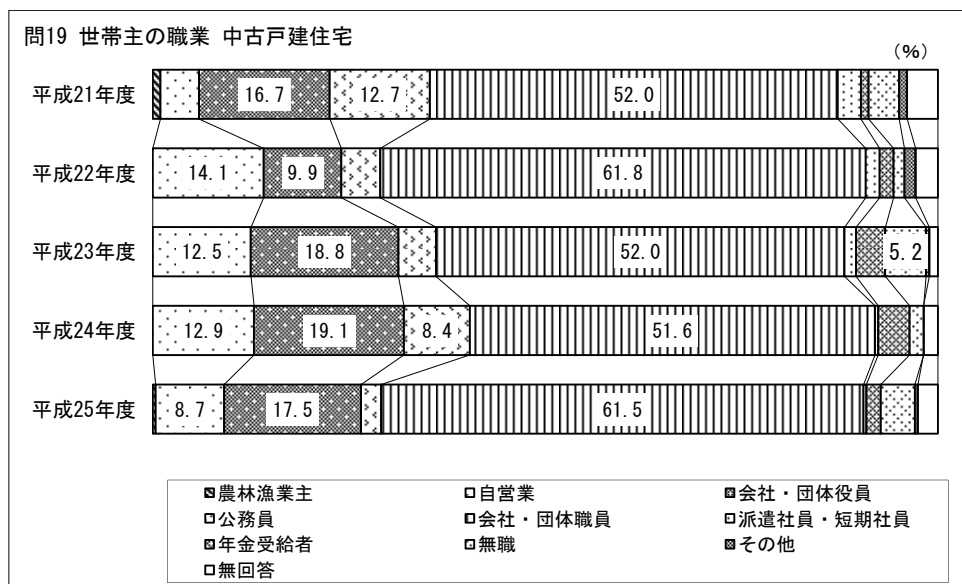 問19 世帯主の職業 中古戸建住宅
(%)
平成21年度 16.7 12.7 52.0
平成22年度 14.1 9.9 61.8
平成23年度 12.5 18.8 52.0 5.2
平成24年度 12.9 19.1 8.4 51.6
平成25年度 8.7 17.5 61.5
農林漁業主 自営業 会社・団体役員
公務員 会社・団体職員 派遣社員・短期社員
年金受給者 無職 その他
無回答